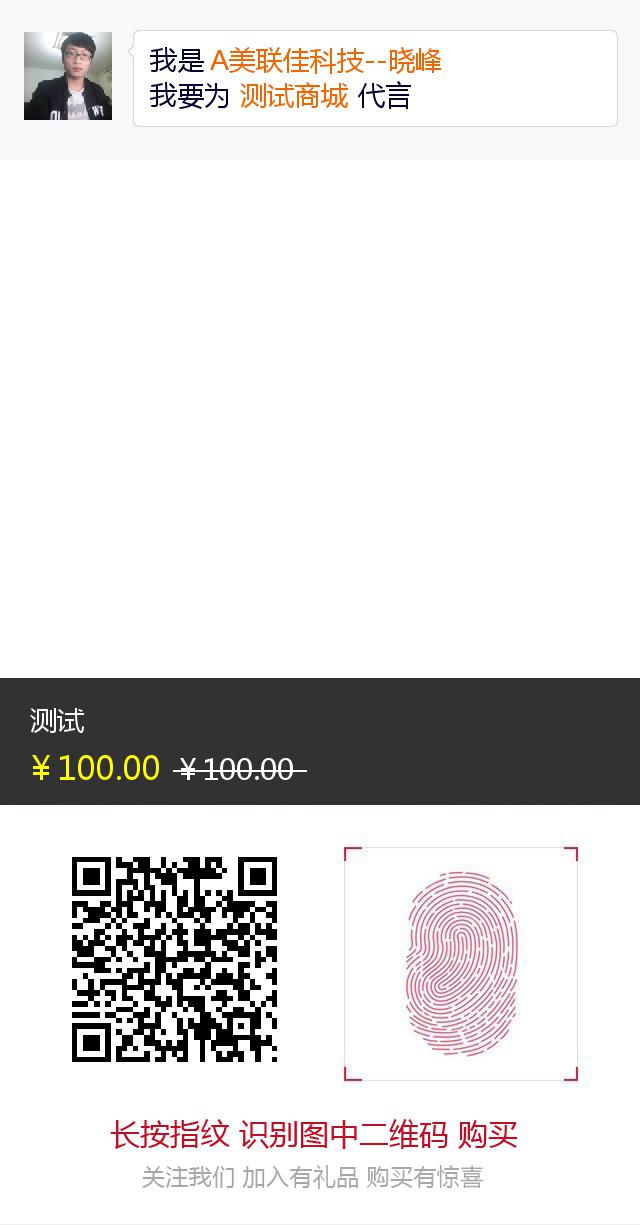 我是 A美联佳科技--晓峰
我要为 测试商城 代言
测试
¥100.00 ¥100.00
长按指纹 识别图中二维码 购买
关注我们 加入有礼品 购买有惊喜